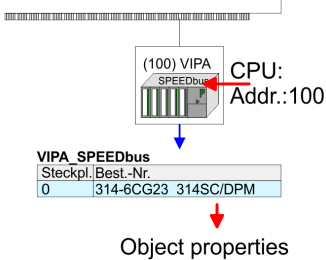 (100) VIPA
SPEEDbus
CPU:
Addr.:100
VIPA_SPEEDbus
Steckpl. Best.-Nr.
0 314-6CG23 314SC/DPM
Object properties